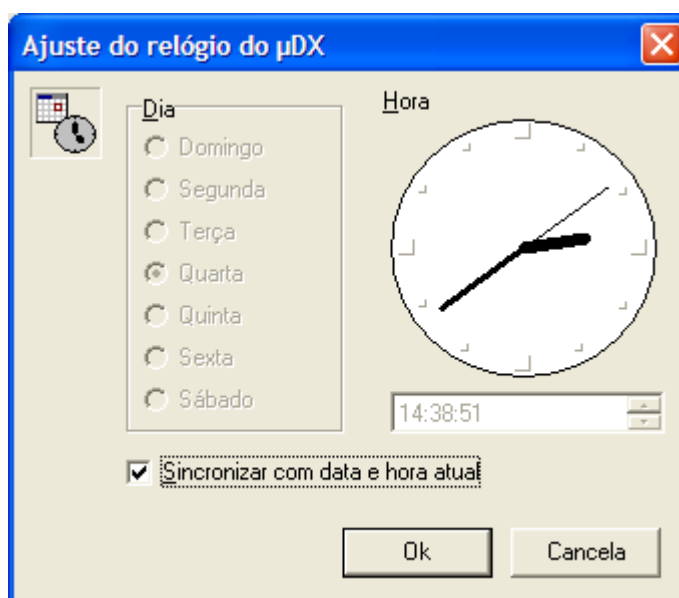 Ajuste do relógio do µDX
Dia
Domingo
Segunda
Terça
Quarta
Quinta
Sexta
Sábado
Hora
14:38:51
Sincronizar com data e hora atual
Ok
Cancela